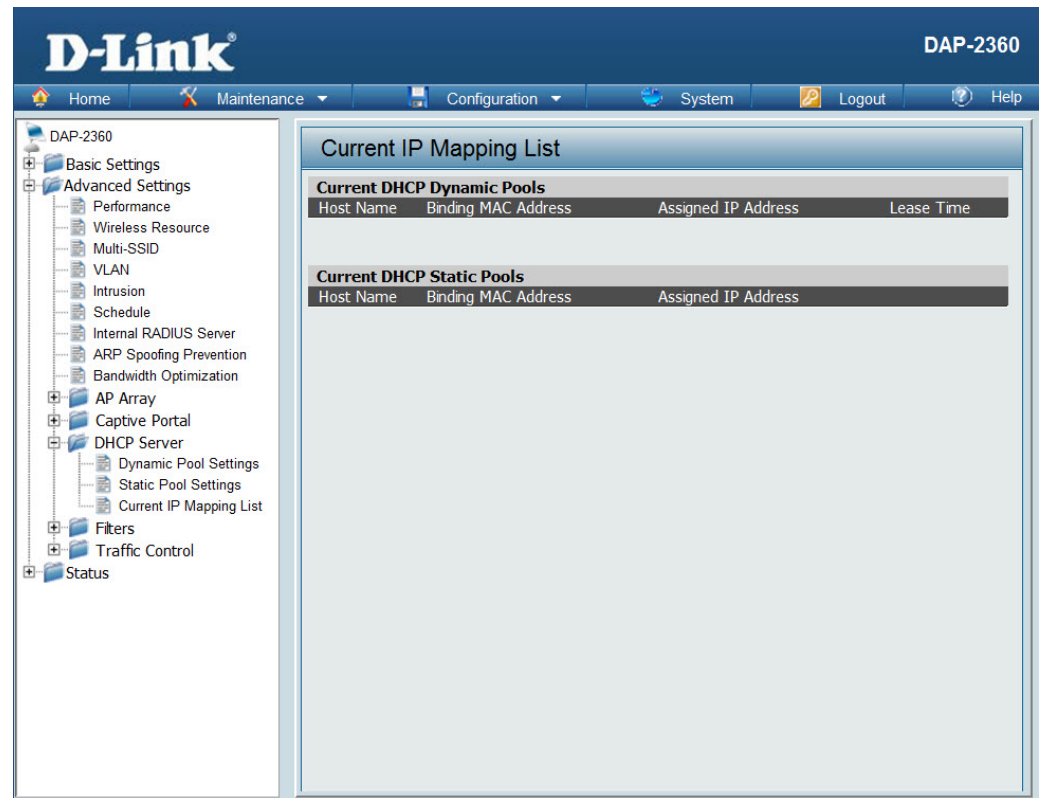 D-Link®
DAP-2360
Home Maintenance Configuration System Logout Help
DAP-2360
Basic Settings
Advanced Settings
Performance
Wireless Resource
Multi-SSID
VLAN
Intrusion
Schedule
Internal RADIUS Server
ARP Spoofing Prevention
Bandwidth Optimization
AP Array
Captive Portal
DHCP Server
Dynamic Pool Settings
Static Pool Settings
Current IP Mapping List
Filters
Traffic Control
Status
Current IP Mapping List
Current DHCP Dynamic Pools
Host Name Binding MAC Address Assigned IP Address Lease Time
Current DHCP Static Pools
Host Name Binding MAC Address Assigned IP Address